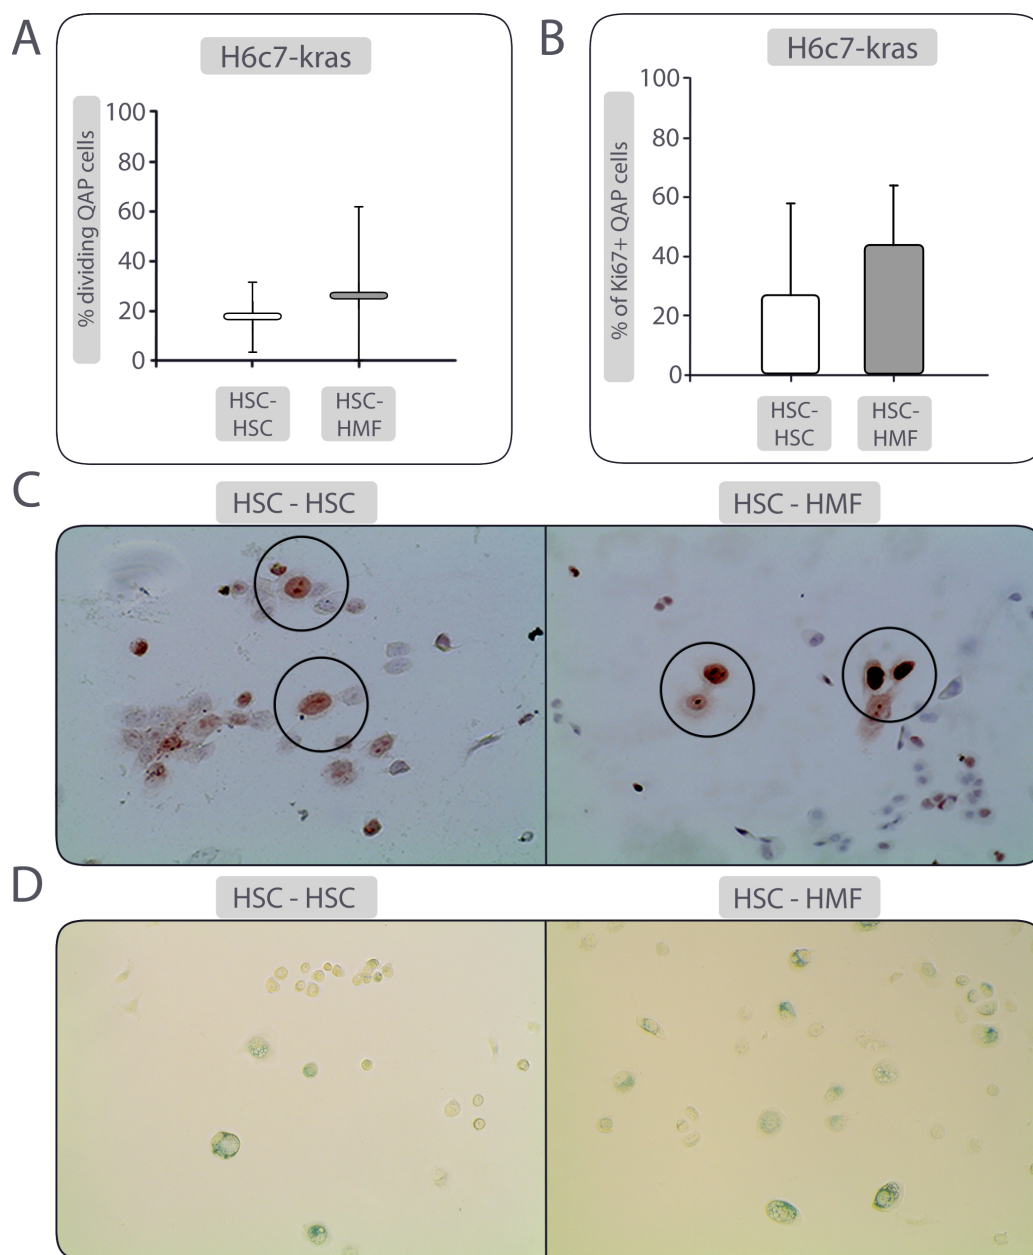 A
H6c7-kras
% dividing QAP cells
100
80
60
40
20
0
HSC-
HSC
HSC-
HMF
B
H6c7-kras
% of Ki67+ QAP cells
100
80
60
40
20
0
HSC-
HSC
HSC-
HMF
C
HSC - HSC
HSC - HMF
D
HSC - HSC
HSC - HMF